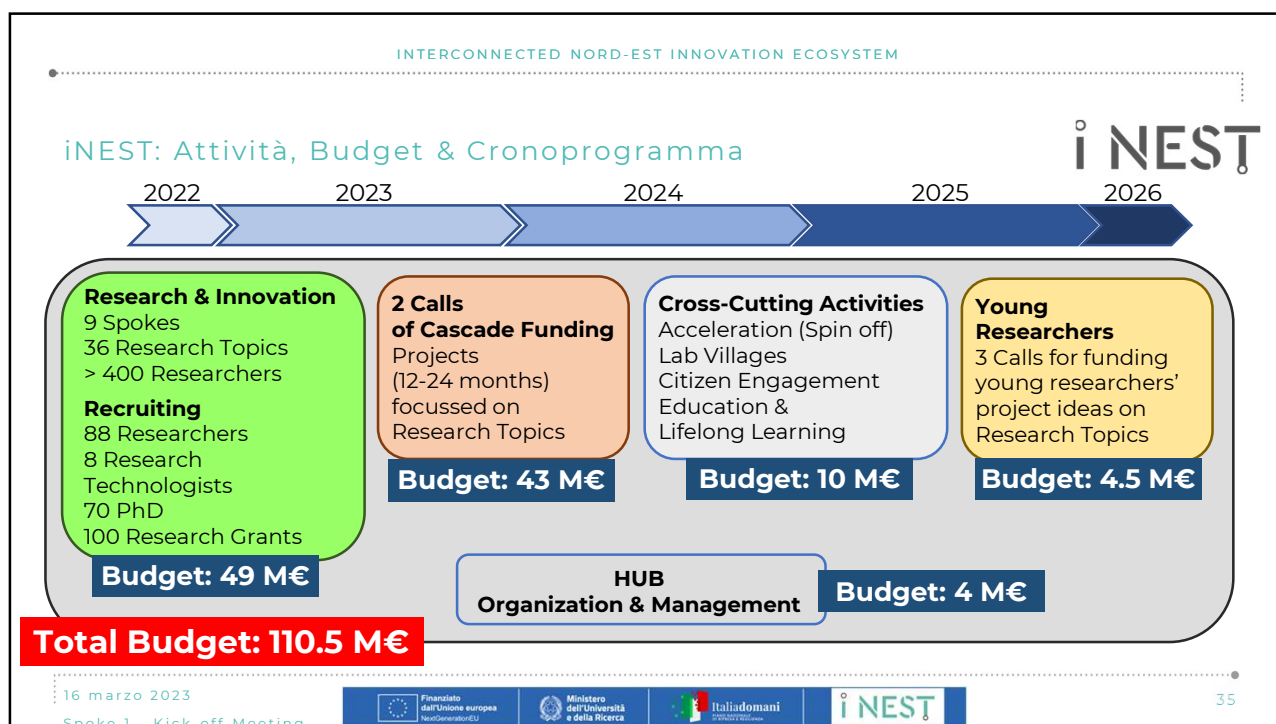 INTERCONNECTED NORD-EST INNOVATION ECOSYSTEM
iNEST: Attività, Budget & Cronoprogramma
i NEST
2022
2023
2024
2025
2026
Research & Innovation
9 Spokes
36 Research Topics
> 400 Researchers
Recruiting
88 Researchers
8 Research
Technologists
70 PhD
100 Research Grants
Budget: 49 M€
2 Calls
of Cascade Funding
Projects
(12-24 months)
focussed on
Research Topics
Budget: 43 M€
Cross-Cutting Activities
Acceleration (Spin off)
Lab Villages
Citizen Engagement
Education &
Lifelong Learning
Budget: 10 M€
Young
Researchers
3 Calls for funding
young researchers’
project ideas on
Research Topics
Budget: 4.5 M€
HUB
Organization & Management
Budget: 4 M€
Total Budget: 110.5 M€
16 marzo 2023
Spoke 1 - Kick off Meeting
Finanziato
dall'Unione europea
NextGenerationEU
Ministero
dell'Università
e della Ricerca
Italiadomani
PIANO NAZIONALE
DI RIPRESA E RESILIENZA
i NEST
35